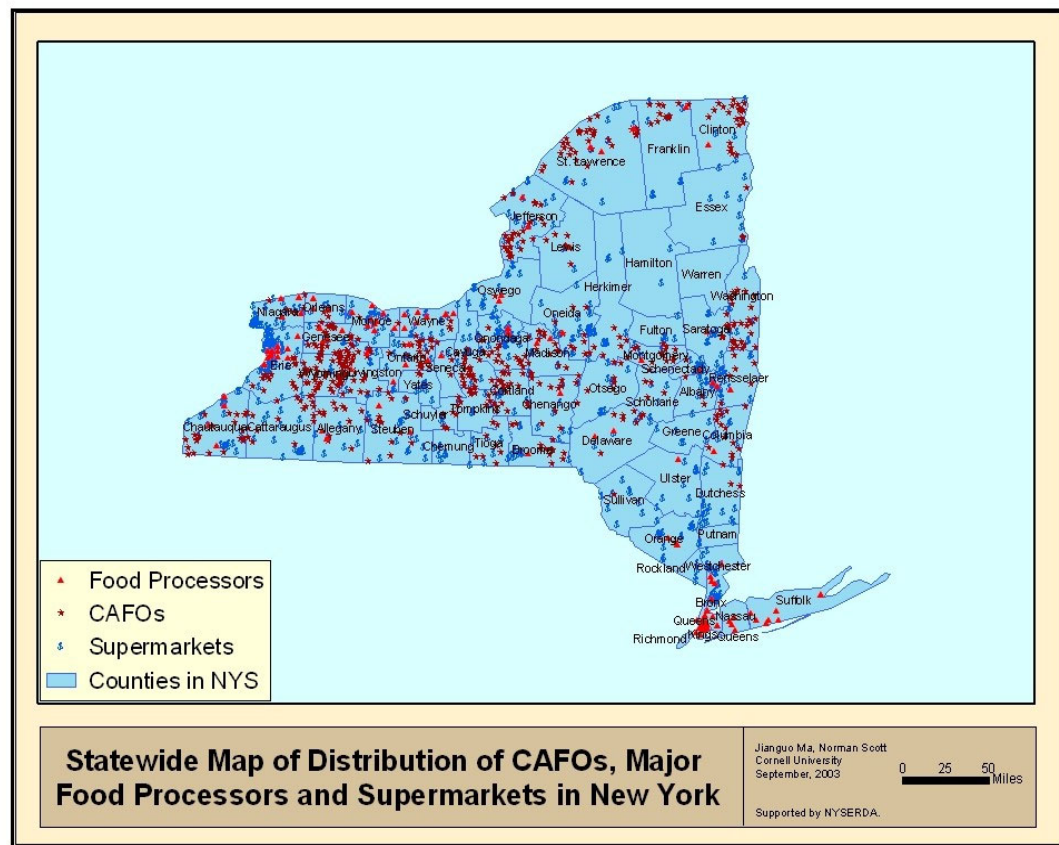 Clinton
Franklin
St. Lawrence
Essex
Jefferson
Lewis
Hamilton
Warren
Herkimer
Oswego
Washington
Oneida
Niagara
Orleans
Monroe
Wayne
Fulton
Saratoga
Genesee
Onondaga
Madison
Montgomery
Ontario
Cayuga
Erie
Wyoming
Livingston
Seneca
Schenectady
Rensselaer
Yates
Cortland
Otsego
Albany
Chenango
Schoharie
Schuyler
Tompkins
Chautauqua
Cattaraugus
Allegany
Steuben
Greene
Columbia
Chemung
Tioga
Broome
Delaware
Ulster
Sullivan
Dutchess
Orange
Putnam
Rockland
Westchester
Bronx
Suffolk
Nassau
Queens
Richmond
Kings
Queens
Food Processors
CAFOs
Supermarkets
Counties in NYS
Statewide Map of Distribution of CAFOs, Major
Food Processors and Supermarkets in New York
Jianguo Ma, Norman Scott
Cornell University
September, 2003
0 25 50
Miles
Supported by NYSERDA.